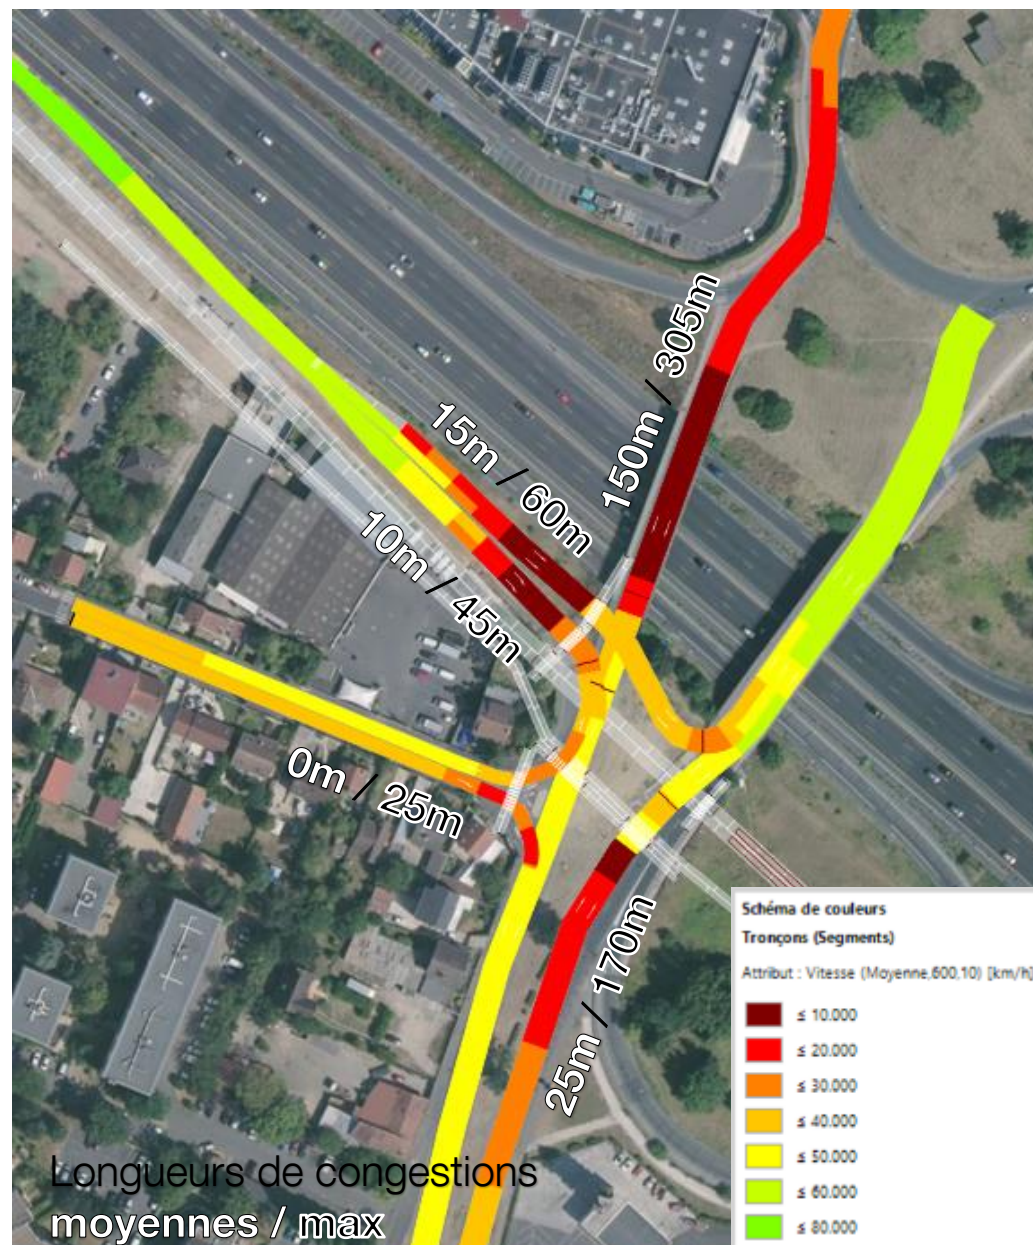 150m / 305m
15m / 60m
10m / 45m
0m / 25m
25m / 170m
Longueurs de congestions
moyennes / max
Schéma de couleurs
Tronçons (Segments)
Attribut : Vitesse (Moyenne,600,10) [km/h]
≤ 10.000
≤ 20.000
≤ 30.000
≤ 40.000
≤ 50.000
≤ 60.000
≤ 80.000